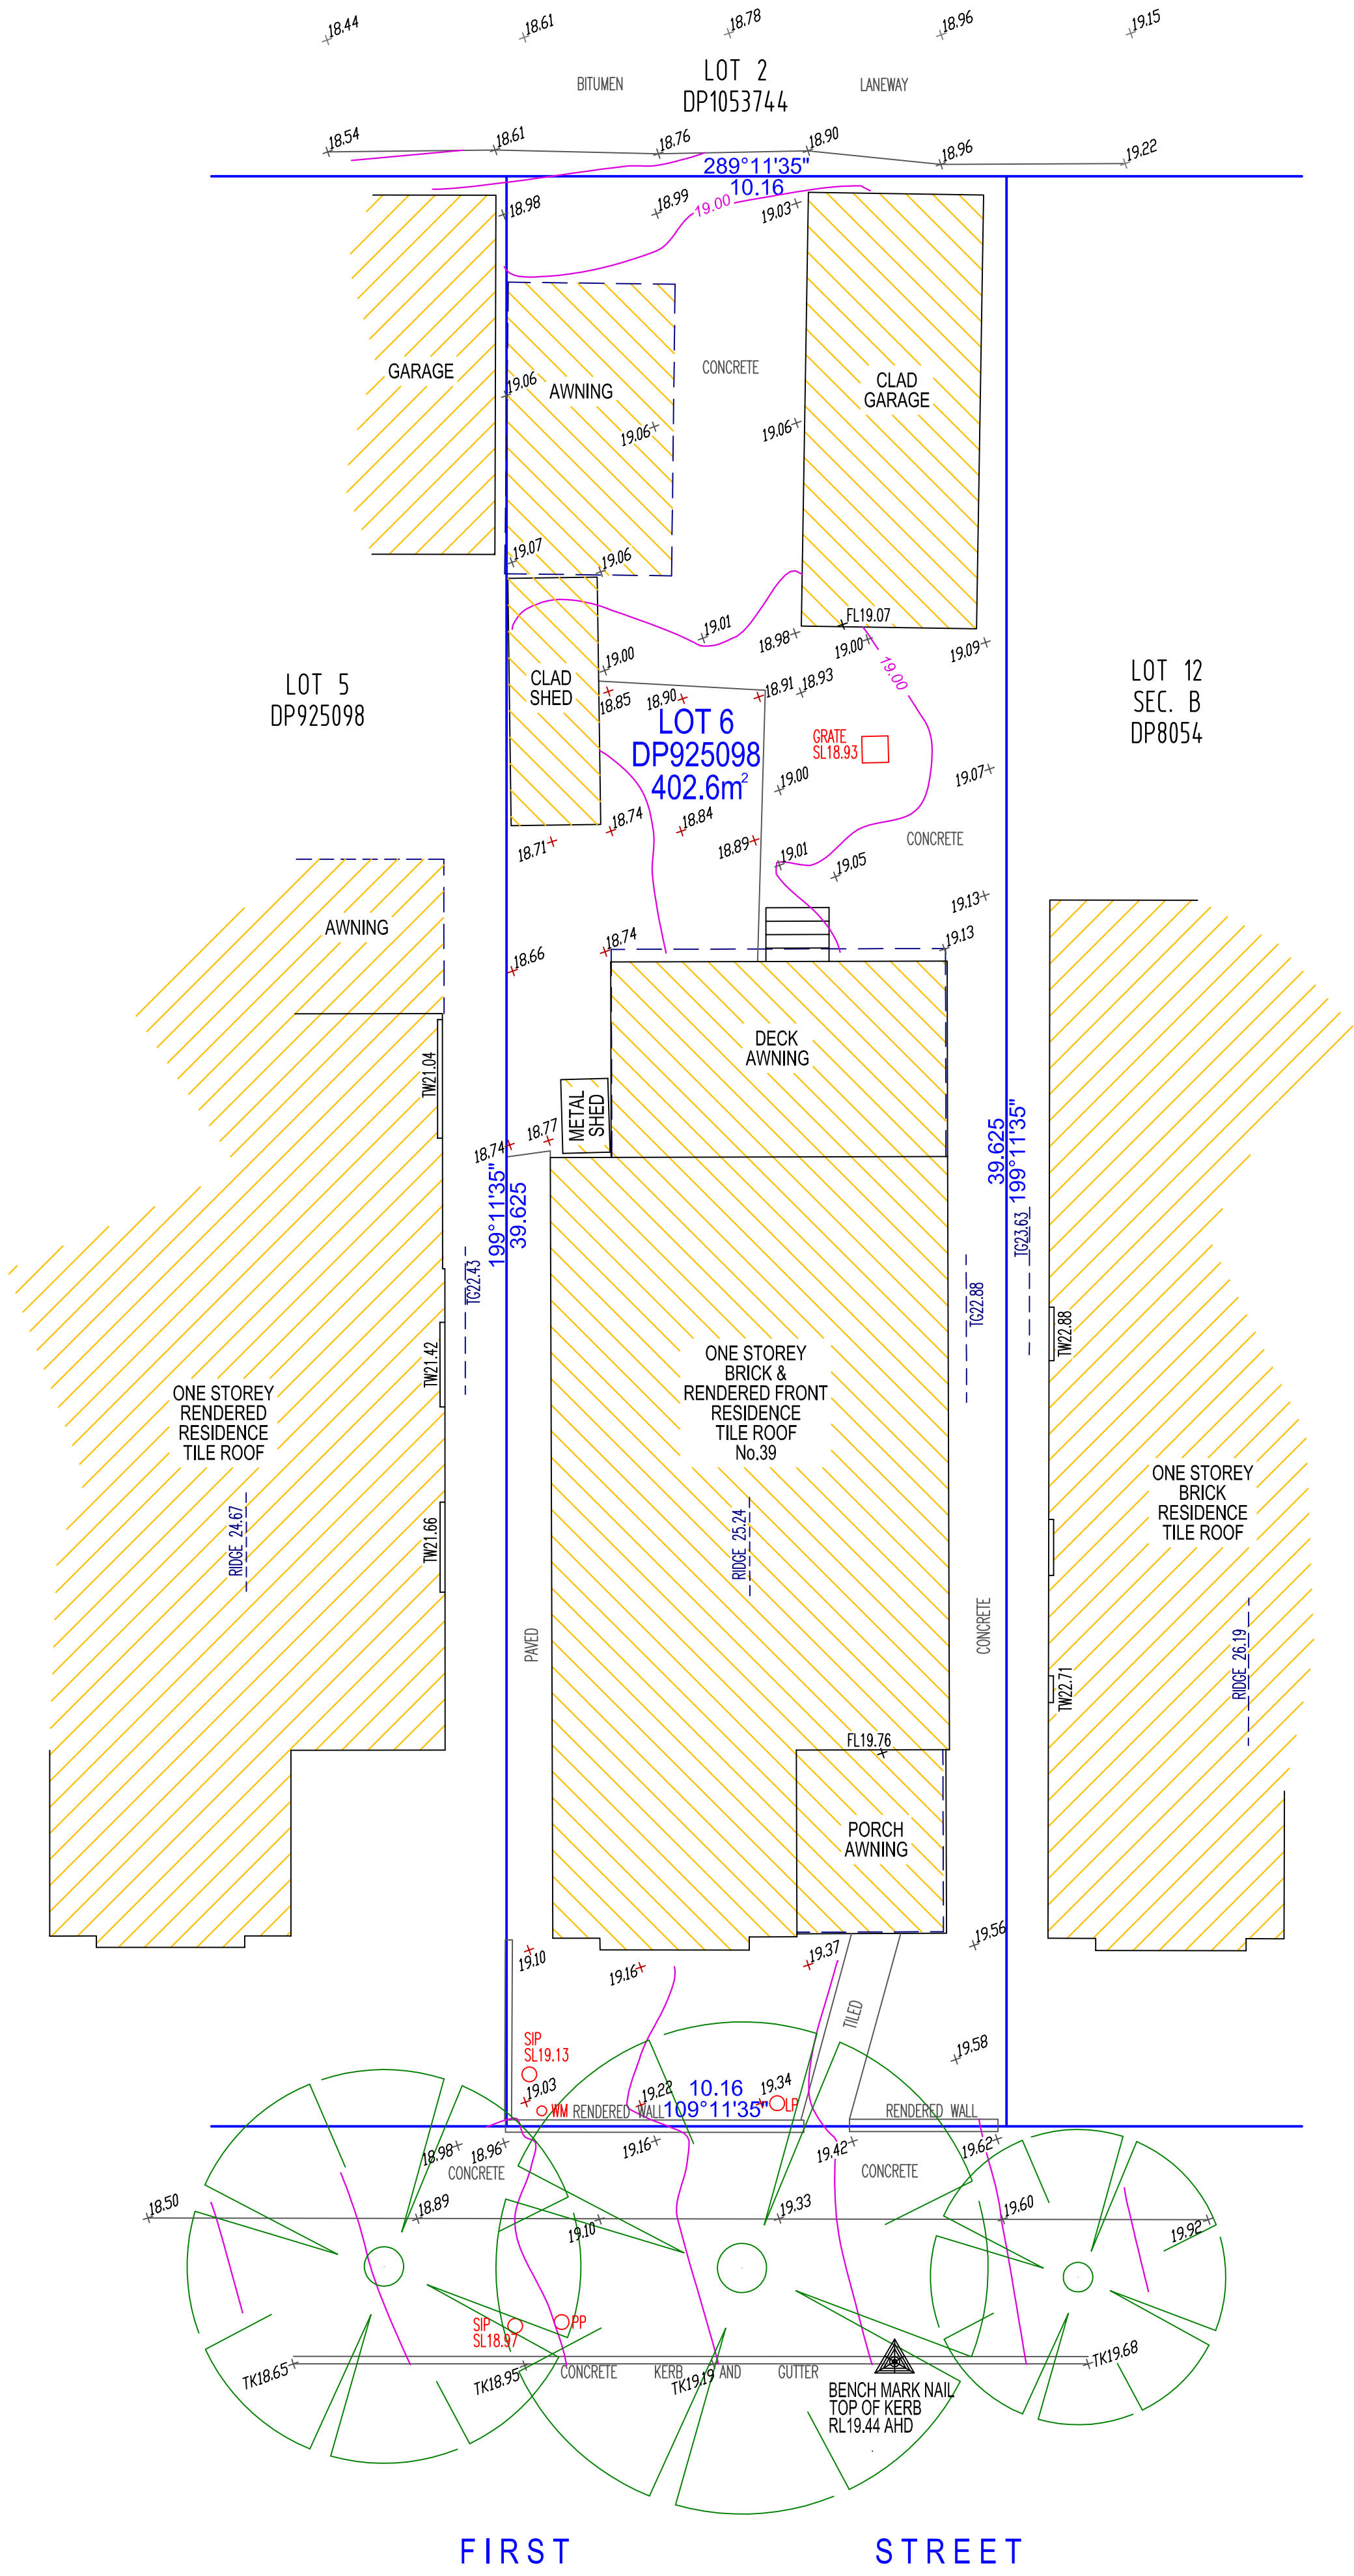 18.44
18.61
18.78
18.96
19.15
LOT 2
DP1053744
BITUMEN
LANEWAY
18.54
18.61
18.76
18.90
18.96
19.22
289°11'35"
10.16
18.98
18.99
19.00
19.03
GARAGE
19.06
AWNING
CONCRETE
CLAD
GARAGE
19.06
19.06
19.07
19.06
FL19.07
19.01
18.98
19.00
19.09
19.00
19.00
CLAD
SHED
18.85
18.90
18.91
18.93
LOT 5
DP925098
LOT 6
DP925098
402.6m²
LOT 12
SEC. B
DP8054
GRATE
SL18.93
19.00
19.07
18.71
18.74
18.84
18.89
19.01
19.05
CONCRETE
19.13
AWNING
18.66
18.74
19.13
DECK
AWNING
TW21.04
METAL
SHED
18.74
18.77
199°11'35"
39.625
39.625
199°11'35"
TG22.43
TG22.88
TG23.63
TW21.42
TW22.88
ONE STOREY
RENDERED
RESIDENCE
TILE ROOF
ONE STOREY
BRICK &
RENDERED FRONT
RESIDENCE
TILE ROOF
No.39
ONE STOREY
BRICK
RESIDENCE
TILE ROOF
RIDGE 24.67
TW21.66
RIDGE 25.24
PAVED
CONCRETE
TW22.71
RIDGE 26.19
FL19.76
PORCH
AWNING
19.10
19.16
19.37
19.56
TILED
SIP
SL19.13
19.58
19.03
WM
RENDERED WALL
19.22
10.16
109°11'35"
19.34
LP
RENDERED WALL
18.98
18.96
19.16
19.42
19.62
CONCRETE
CONCRETE
18.50
18.89
19.10
19.33
19.60
19.92
SIP
SL18.97
PP
TK18.65
TK18.95
TK19.19
TK19.68
CONCRETE KERB AND GUTTER
BENCH MARK NAIL
TOP OF KERB
RL19.44 AHD
FIRST STREET